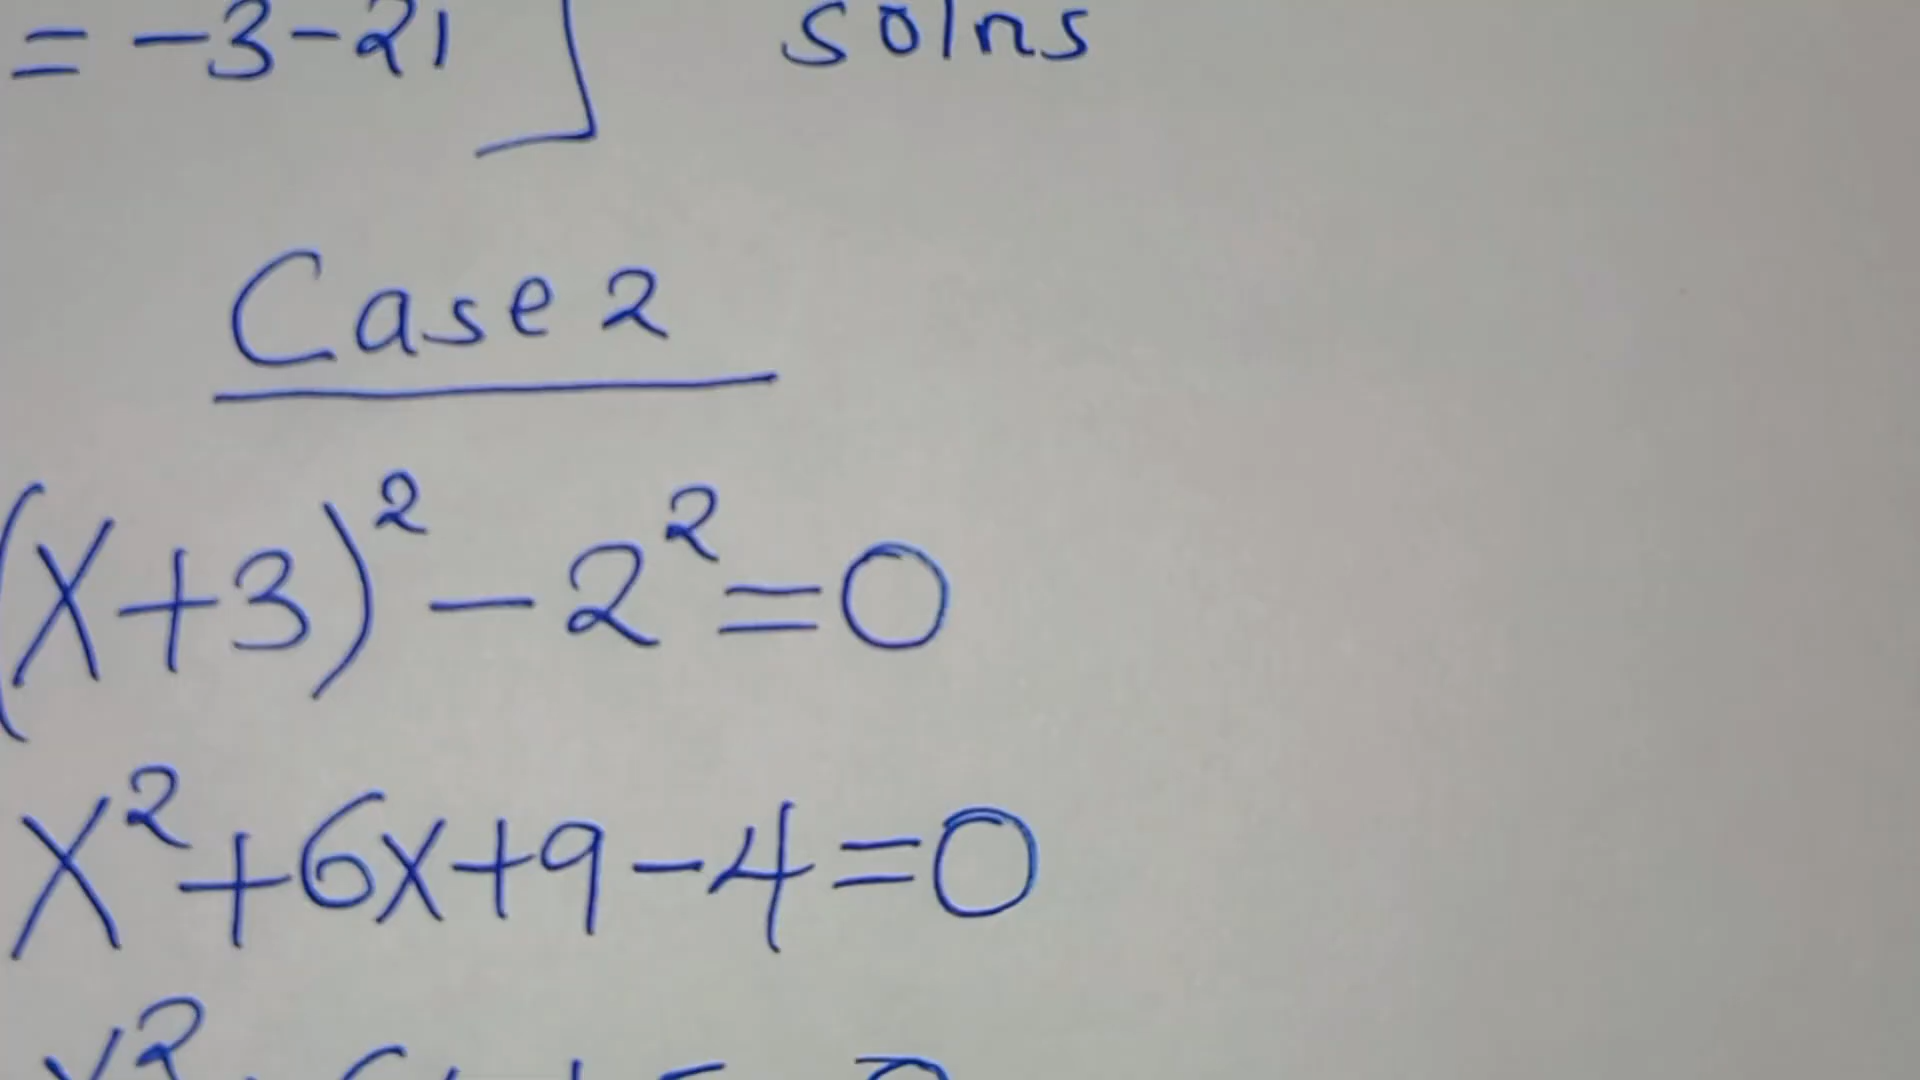 = -3-2i] solns
Case 2
(x+3)² - 2² = 0
x²+6x+9-4=0